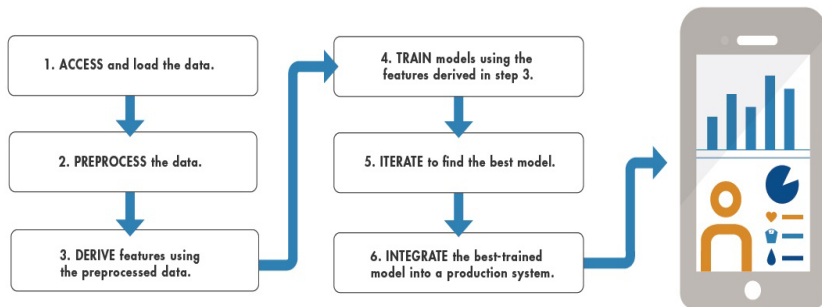 1. ACCESS and load the data.
2. PREPROCESS the data.
3. DERIVE features using
the preprocessed data.
4. TRAIN models using the
features derived in step 3.
5. ITERATE to find the best model.
6. INTEGRATE the best-trained
model into a production system.